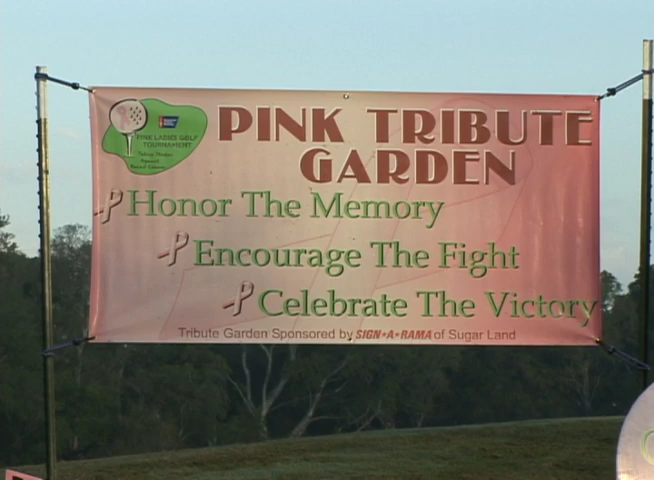 PINK LADIES GOLF
TOURNAMENT
PINK TRIBUTE
GARDEN
Honor The Memory
Encourage The Fight
Celebrate The Victory
Tribute Garden Sponsored by SIGN*A*RAMA of Sugar Land